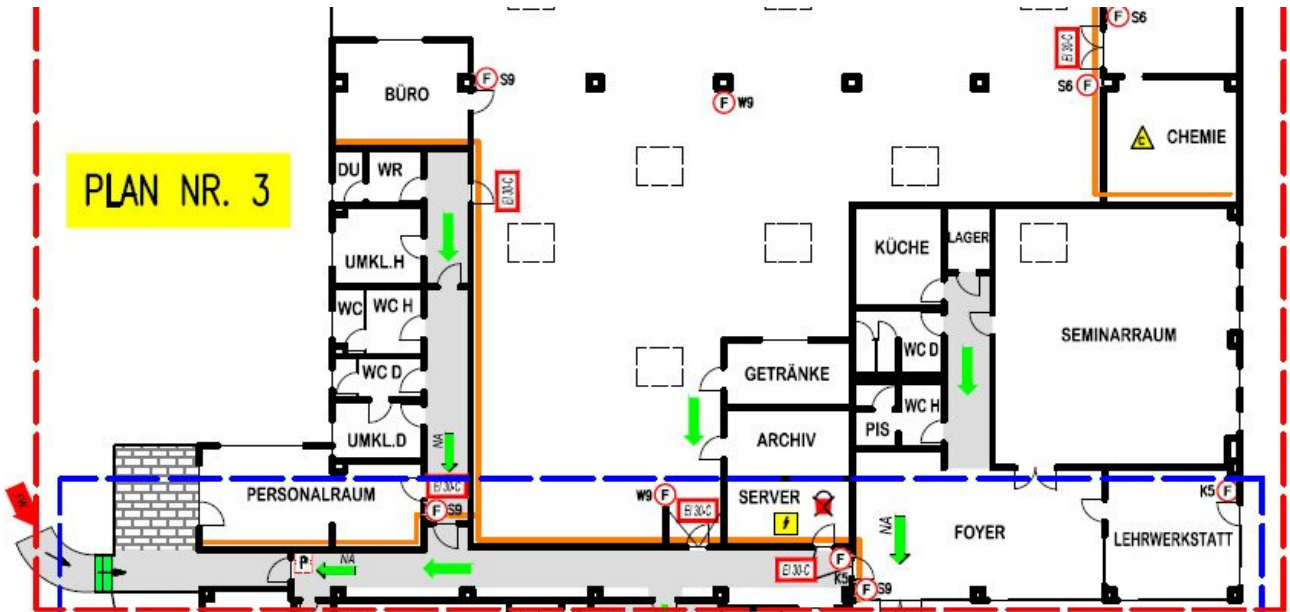 F S6
EI 30-C
S6 F
F S9
BÜRO
F W9
C CHEMIE
PLAN NR. 3
DU WR
EI 30-C
UMKL.H
KÜCHE LAGER
WC WC H
SEMINARRAUM
WC D
WC D
GETRÄNKE
WC H
PIS
UMKL.D
NA
ARCHIV
EI 30-C
PERSONALRAUM
F S9
W9 F
EI 30-C
SERVER
K5 F
NA
FOYER
LEHRWERKSTATT
P NA
EI 30-C
F
K5
F S9